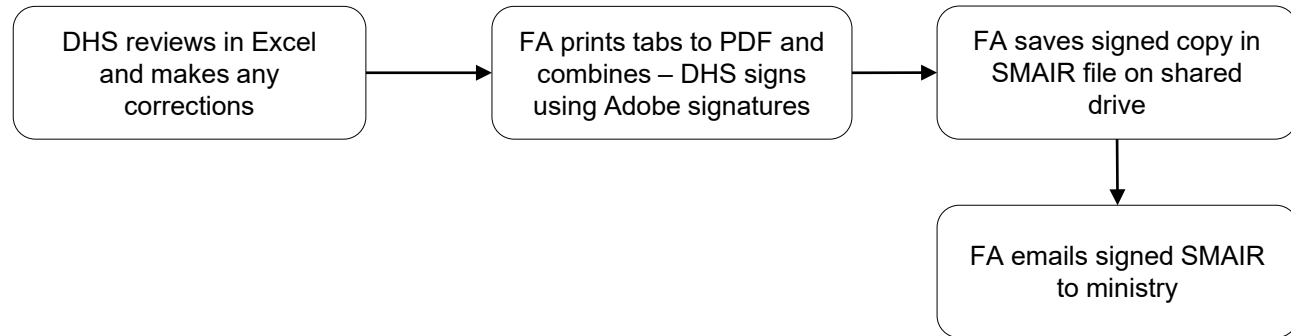 DHS reviews in Excel
and makes any
corrections
FA prints tabs to PDF and
combines – DHS signs
using Adobe signatures
FA saves signed copy in
SMAIR file on shared
drive
FA emails signed SMAIR
to ministry